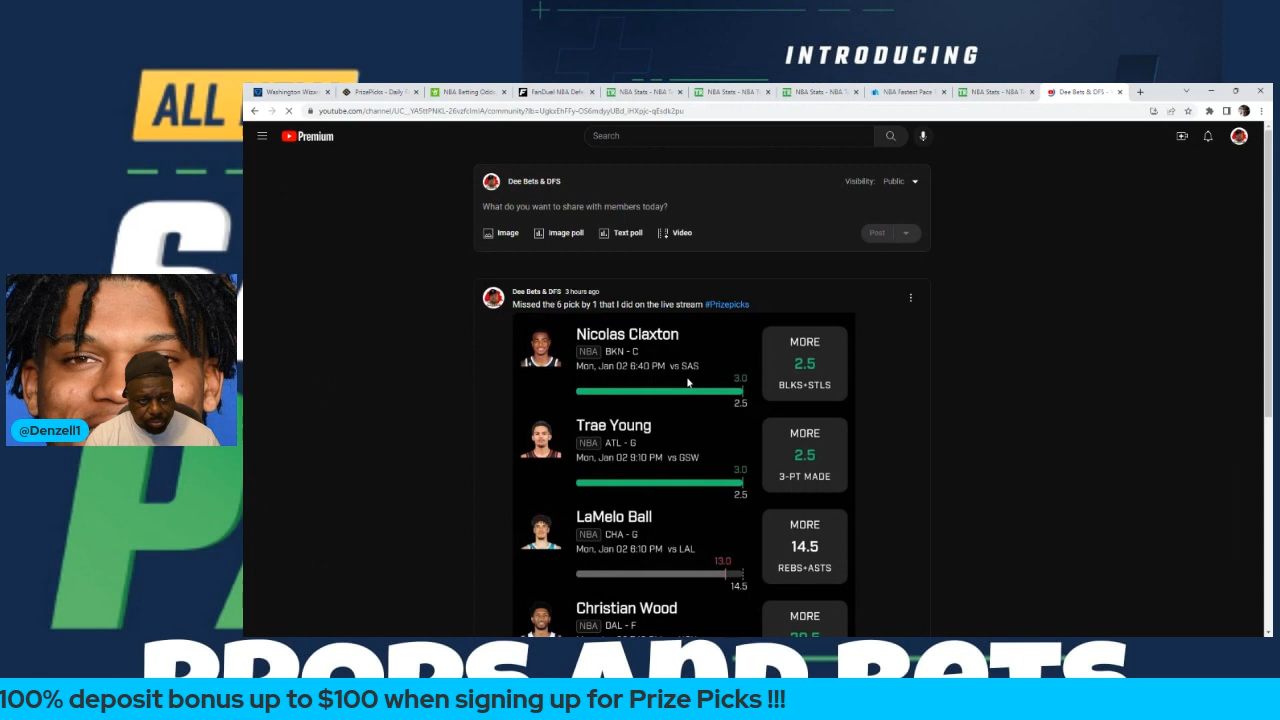 INTRODUCING
ALL
Washington Wizar
PrizePicks - Daily F
NBA Betting Odds
FanDuel NBA Defe
NBA Stats - NBA Te
NBA Stats - NBA Te
NBA Stats - NBA Te
NBA Fastest Pace
NBA Stats - NBA Te
Dee Bets & DFS -
Premium
Search
Dee Bets & DFS
Visibility: Public
What do you want to share with members today?
Image
Image poll
Text poll
Video
Post
Dee Bets & DFS 3 hours ago
Missed the 6 pick by 1 that I did on the live stream #Prizepicks
Nicolas Claxton
NBA BKN - C
Mon, Jan 02 6:40 PM vs SAS
3.0
2.5
MORE
2.5
BLKS+STLS
Trae Young
NBA ATL - G
Mon, Jan 02 9:10 PM vs GSW
3.0
2.5
MORE
2.5
3-PT MADE
LaMelo Ball
NBA CHA - G
Mon, Jan 02 8:10 PM vs LAL
13.0
14.5
MORE
14.5
REBS+ASTS
Christian Wood
NBA DAL - F
MORE
@Denzell1
PROPS AND BETS
100% deposit bonus up to $100 when signing up for Prize Picks !!!